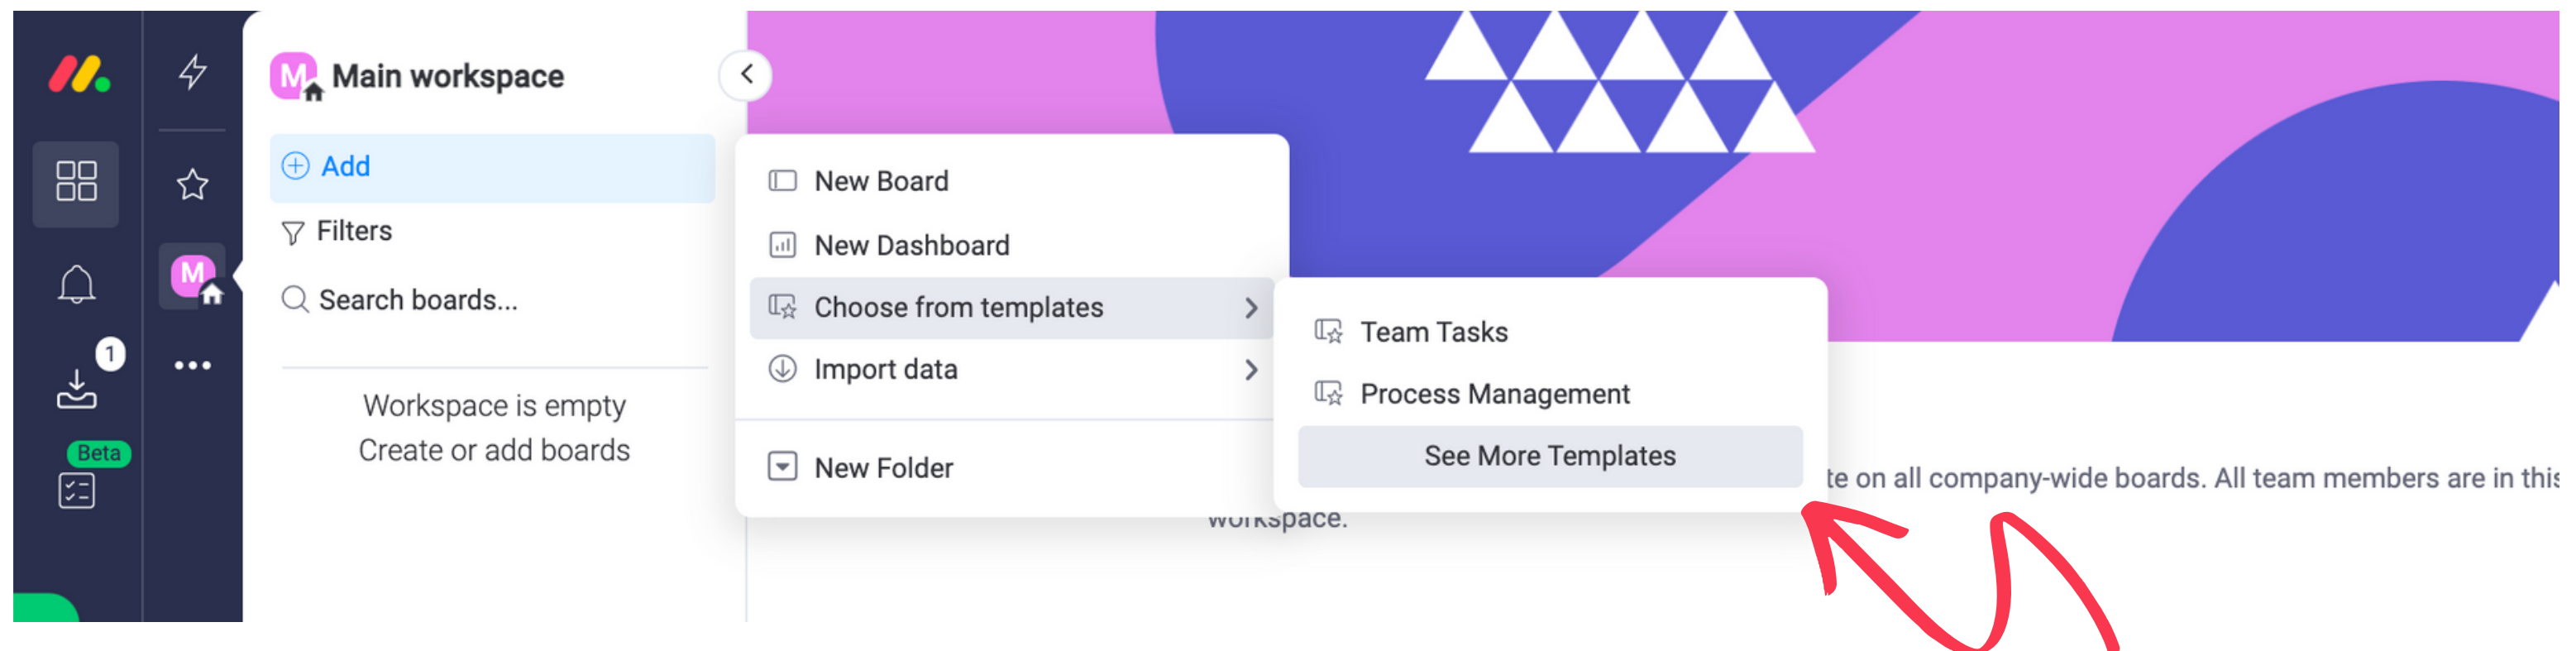 M
Main workspace
Add
Filters
M
Search boards...
1
Workspace is empty
Create or add boards
Beta
New Board
New Dashboard
Choose from templates
Import data
New Folder
Team Tasks
Process Management
See More Templates
te on all company-wide boards. All team members are in this
workspace.